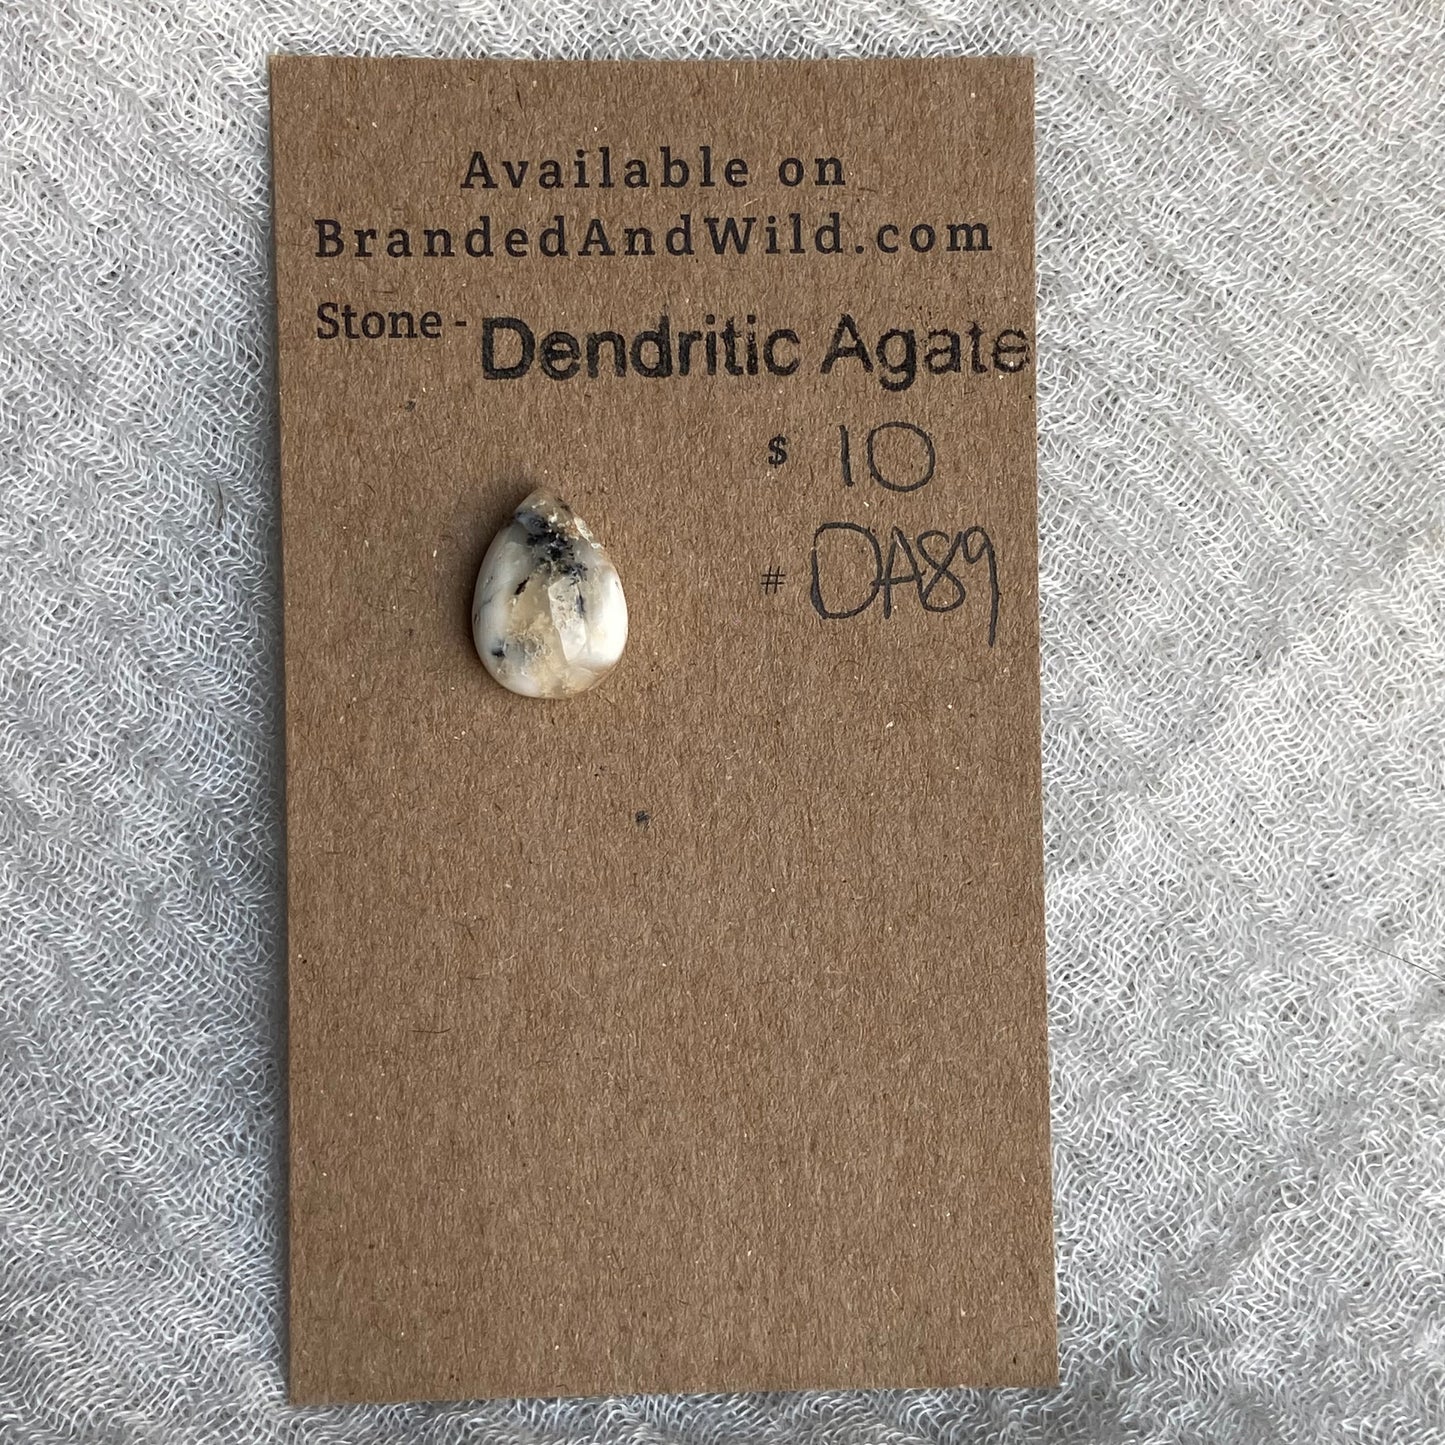 Available on
BrandedAndWild.com
Stone - Dendritic Agate
$ 10
# DA89